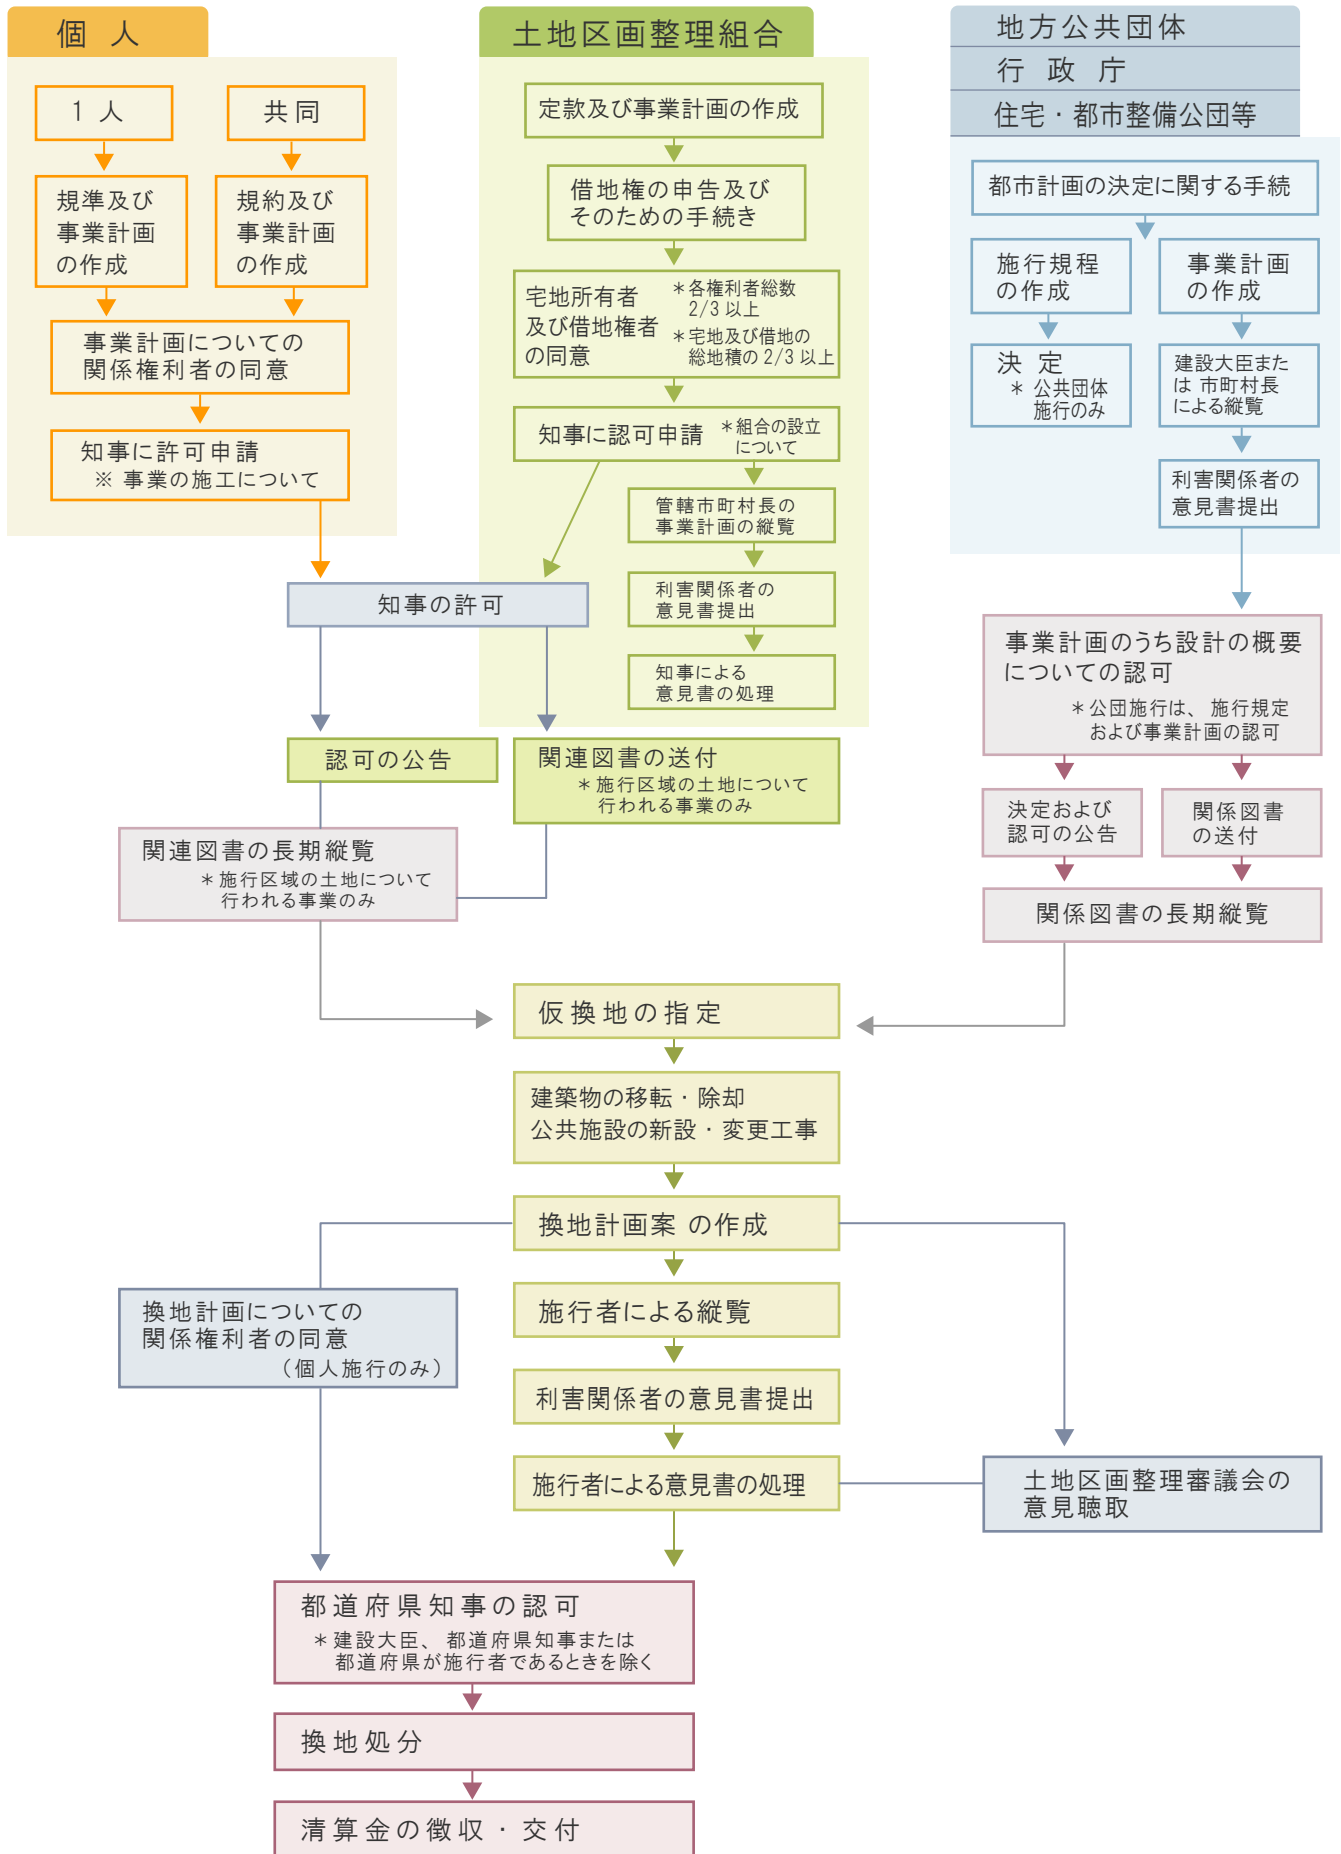 個 人
1 人
共同
規準及び
事業計画
の作成
規約及び
事業計画
の作成
事業計画についての
関係権利者の同意
知事に許可申請
※ 事業の施工について
土地区画整理組合
定款及び事業計画の作成
借地権の申告及び
そのための手続き
宅地所有者
及び借地権者
の同意
＊各権利者総数
2/3 以上
＊宅地及び借地の
総地積の 2/3 以上
知事に認可申請
＊組合の設立
について
管轄市町村長の
事業計画の縦覧
利害関係者の
意見書提出
知事による
意見書の処理
地方公共団体
行 政 庁
住宅・都市整備公団等
都市計画の決定に関する手続
施行規程
の作成
事業計画
の作成
決 定
＊ 公共団体
施行のみ
建設大臣また
は 市町村長
による縦覧
利害関係者の
意見書提出
知事の許可
認可の公告
関連図書の送付
＊施行区域の土地について
行われる事業のみ
関連図書の長期縦覧
＊施行区域の土地について
行われる事業のみ
事業計画のうち設計の概要
についての認可
＊公団施行は、施行規定
および事業計画の認可
決定および
認可の公告
関係図書
の送付
関係図書の長期縦覧
仮換地の指定
建築物の移転・除却
公共施設の新設・変更工事
換地計画案 の作成
施行者による縦覧
利害関係者の意見書提出
施行者による意見書の処理
換地計画についての
関係権利者の同意
（個人施行のみ）
土地区画整理審議会の
意見聴取
都道府県知事の認可
＊建設大臣、都道府県知事または
都道府県が施行者であるときを除く
換地処分
清算金の徴収・交付